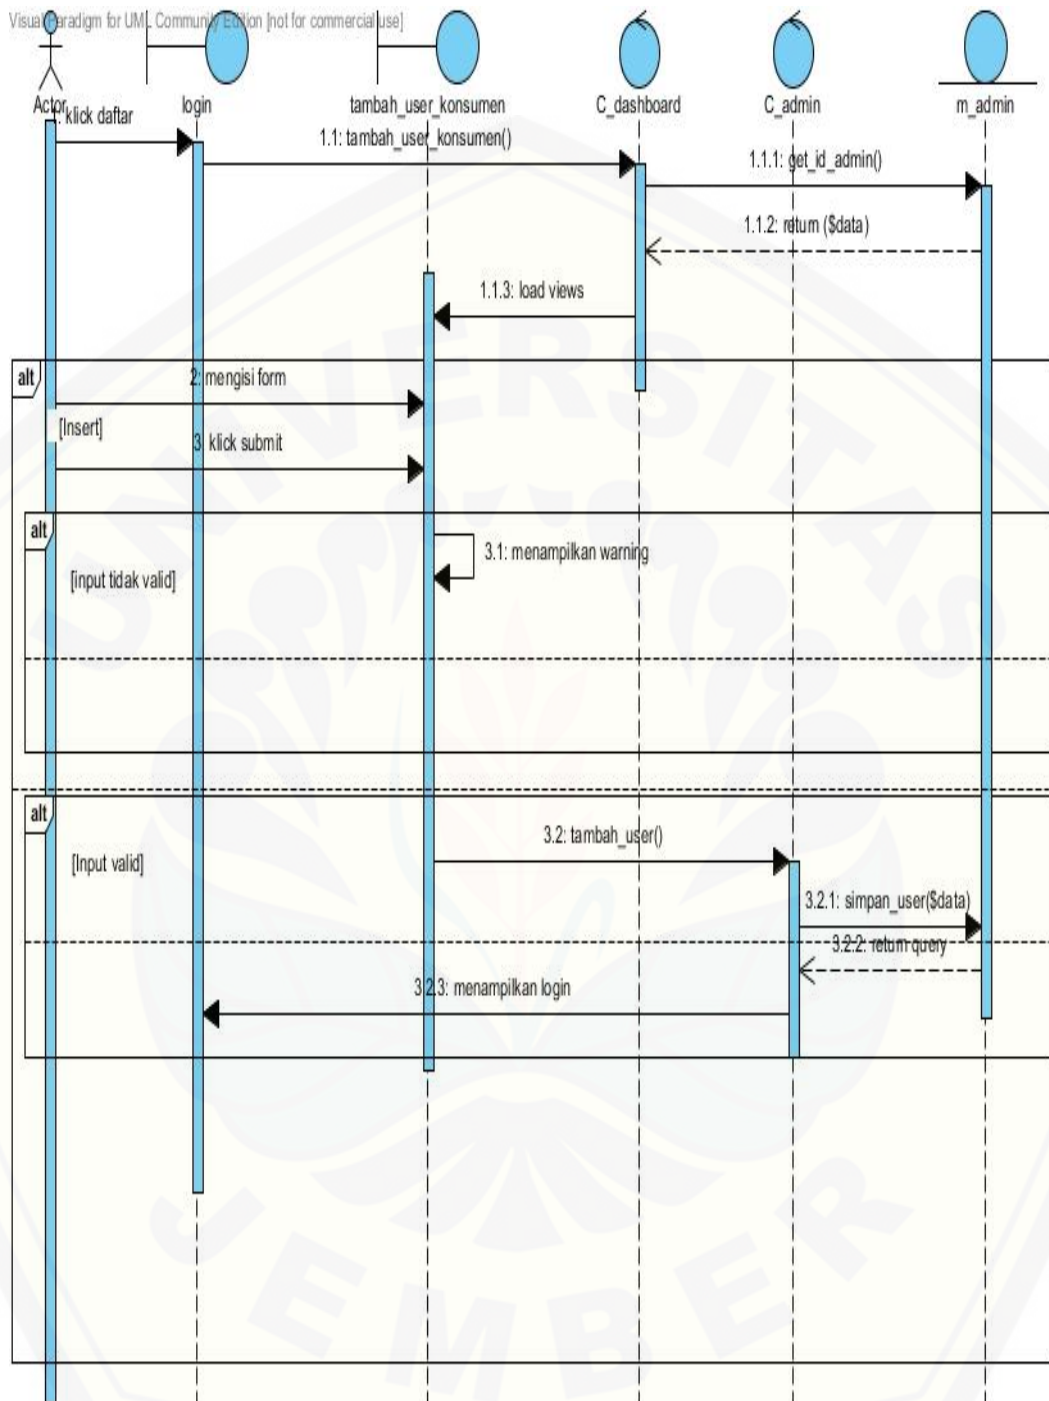 Visual Paradigm for UML Community Edition [not for commercial use]
Actor
login
tambah_user_konsumen
C_dashboard
C_admin
m_admin
1: klick daftar
1.1: tambah_user_konsumen()
1.1.1: get_id_admin()
1.1.2: return ($data)
1.1.3: load views
alt
2: mengisi form
[Insert]
3: klick submit
alt
3.1: menampilkan warning
[input tidak valid]
alt
3.2: tambah_user()
[Input valid]
3.2.1: simpan_user($data)
3.2.2: return query
3.2.3: menampilkan login
UNIVERSITAS
JEMBER